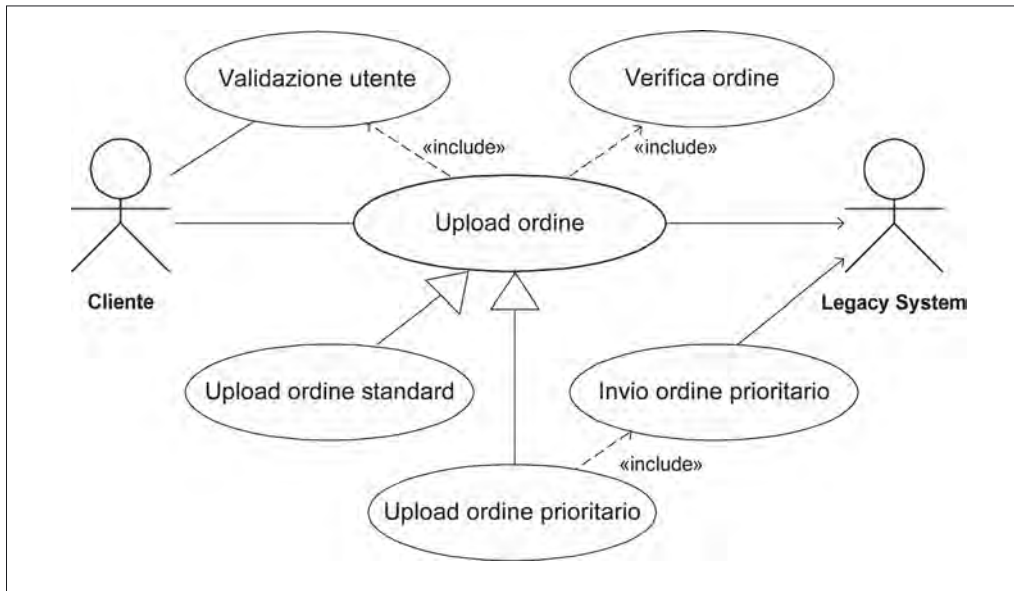 Validazione utente
Verifica ordine
«include»
«include»
Upload ordine
Cliente
Legacy System
Upload ordine standard
Invio ordine prioritario
«include»
Upload ordine prioritario